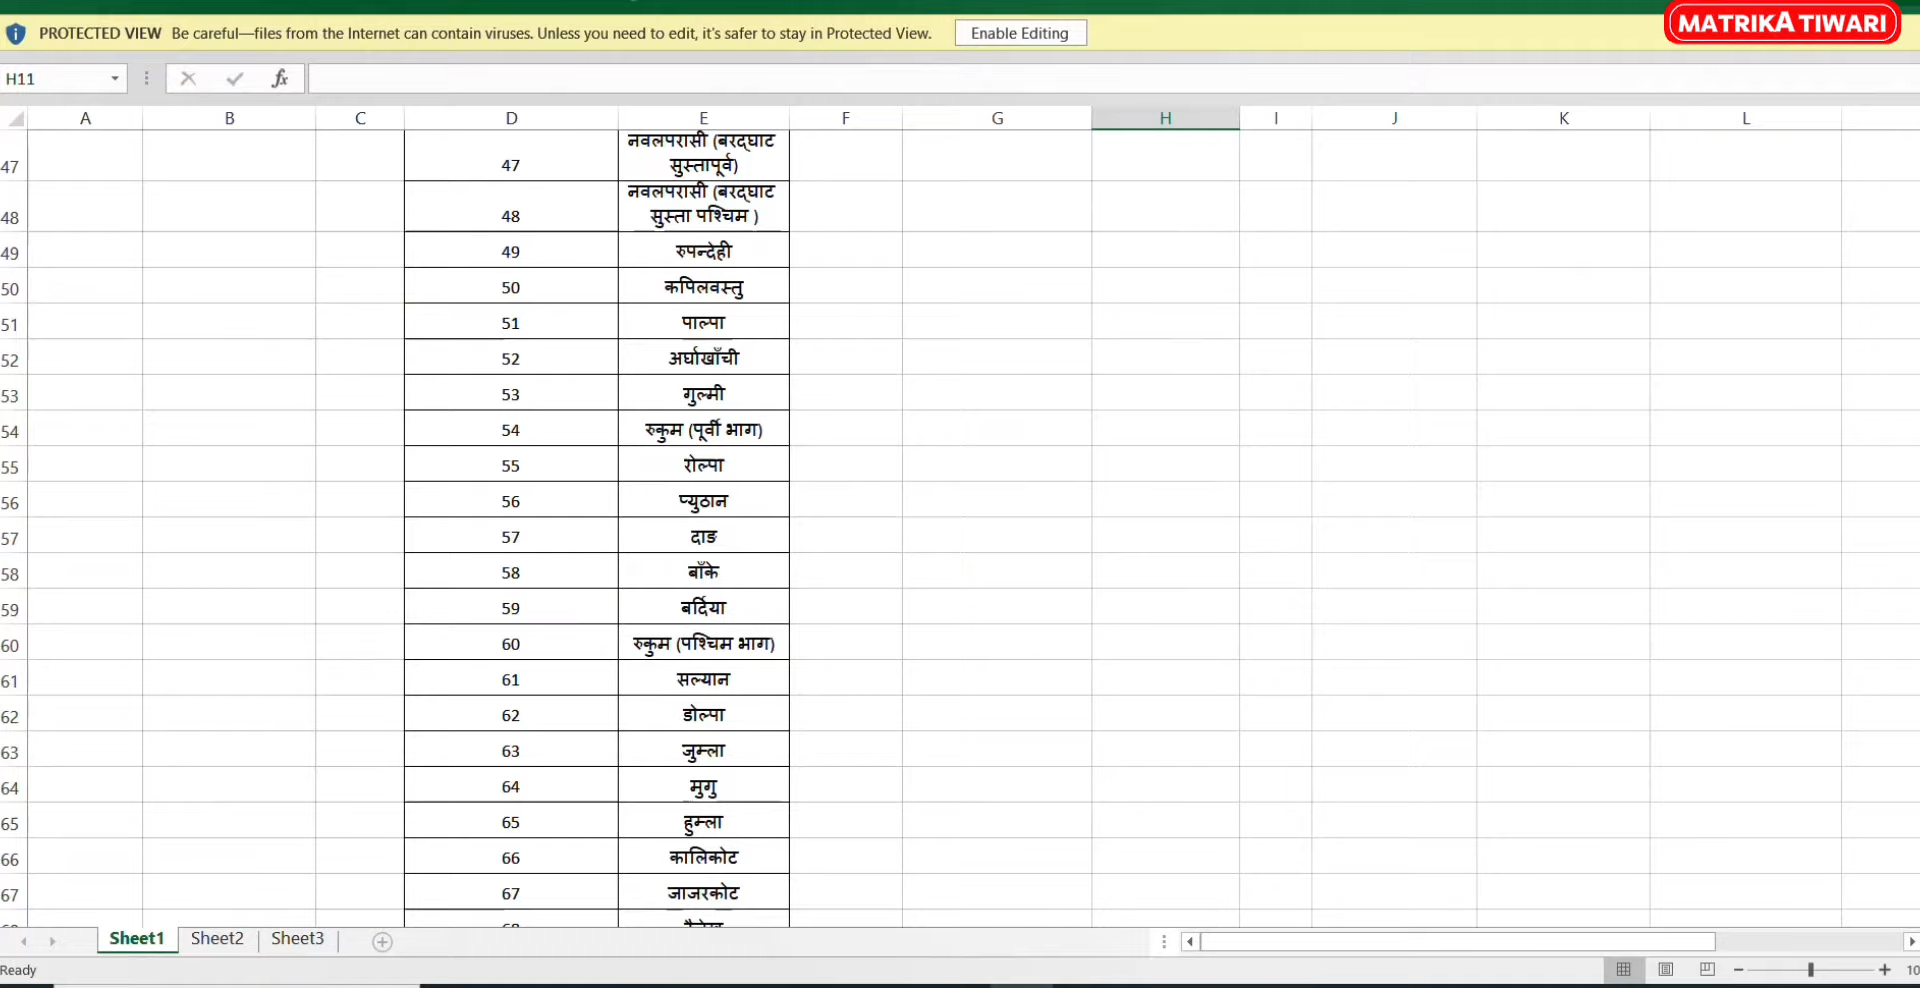 MATRIKA TIWARI
PROTECTED VIEW Be careful—files from the Internet can contain viruses. Unless you need to edit, it's safer to stay in Protected View. Enable Editing
H11 fx
A B C D E F G H I J K L
नवलपरासी (बरद्घाट
47 47 सुस्तापूर्व)
नवलपरासी (बरद्घाट
48 48 सुस्ता पश्चिम )
49 49 रुपन्देही
50 50 कपिलवस्तु
51 51 पाल्पा
52 52 अर्घाखाँची
53 53 गुल्मी
54 54 रुकुम (पूर्वी भाग)
55 55 रोल्पा
56 56 प्युठान
57 57 दाङ
58 58 बाँके
59 59 बर्दिया
60 60 रुकुम (पश्चिम भाग)
61 61 सल्यान
62 62 डोल्पा
63 63 जुम्ला
64 64 मुगु
65 65 हुम्ला
66 66 कालिकोट
67 67 जाजरकोट
Sheet1 Sheet2 Sheet3
Ready